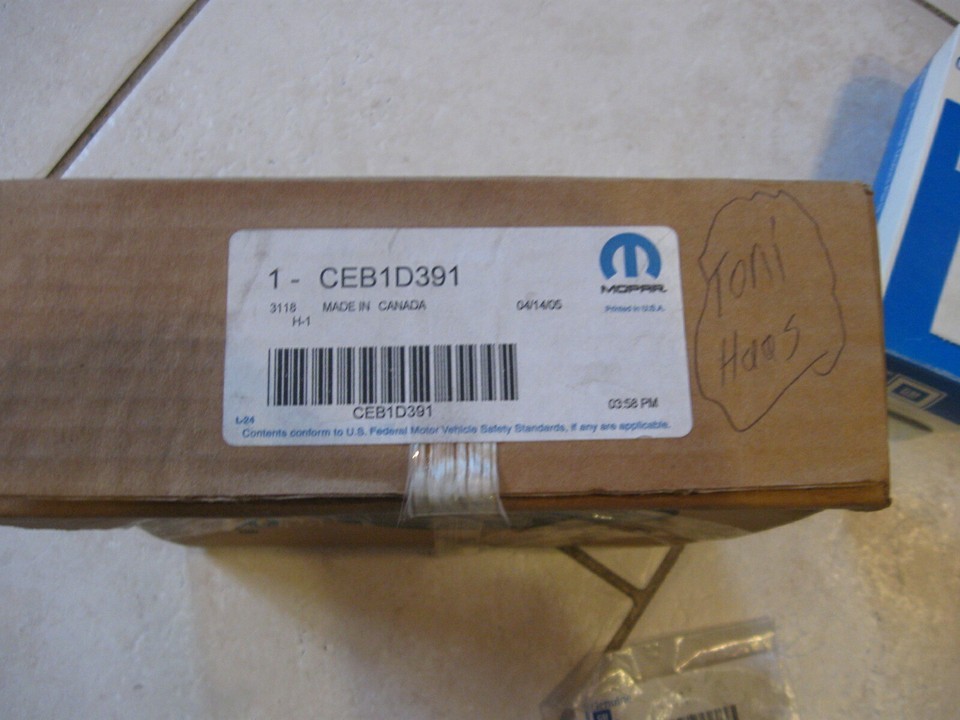 1 - CEB1D391
3118 MADE IN CANADA 04/14/05
H-1
MOPAR
Printed in U.S.A.
CEB1D391
03:58 PM
L-24
Contents conform to U.S. Federal Motor Vehicle Safety Standards, if any are applicable.
Toni
Haas